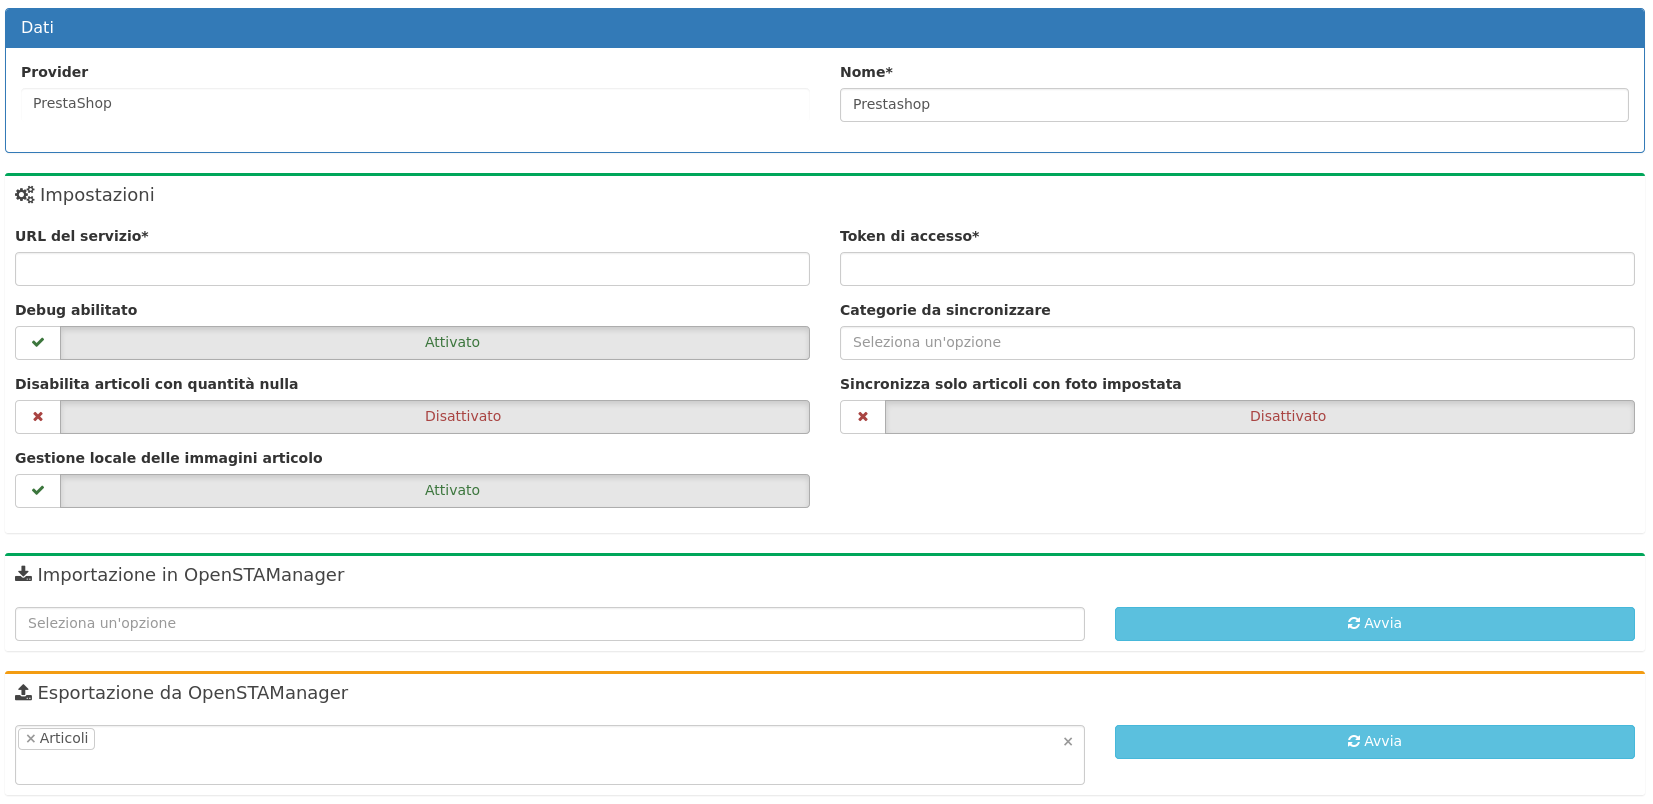 Dati
Provider
Nome*
PrestaShop
Prestashop
Impostazioni
URL del servizio*
Token di accesso*
Debug abilitato
Categorie da sincronizzare
Attivato
Seleziona un'opzione
Disabilita articoli con quantità nulla
Sincronizza solo articoli con foto impostata
Disattivato
Disattivato
Gestione locale delle immagini articolo
Attivato
Importazione in OpenSTAManager
Seleziona un'opzione
Avvia
Esportazione da OpenSTAManager
× Articoli
×
Avvia